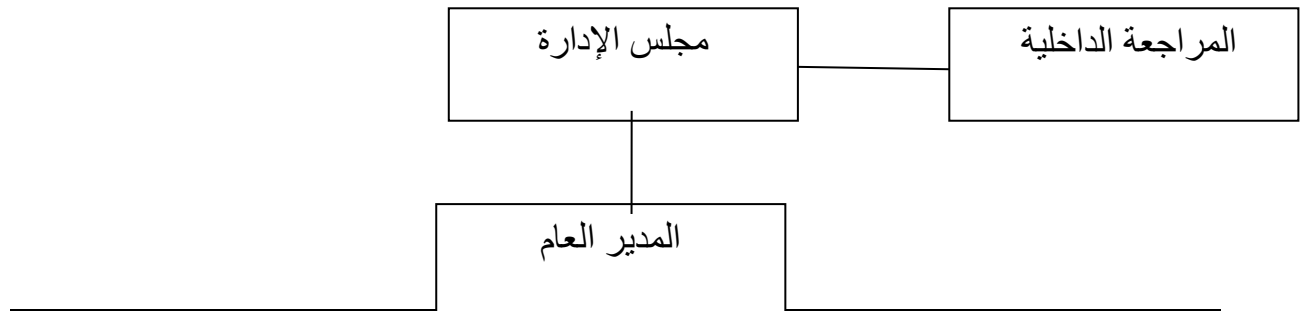 المراجعة الداخلية
مجلس الإدارة
المدير العام